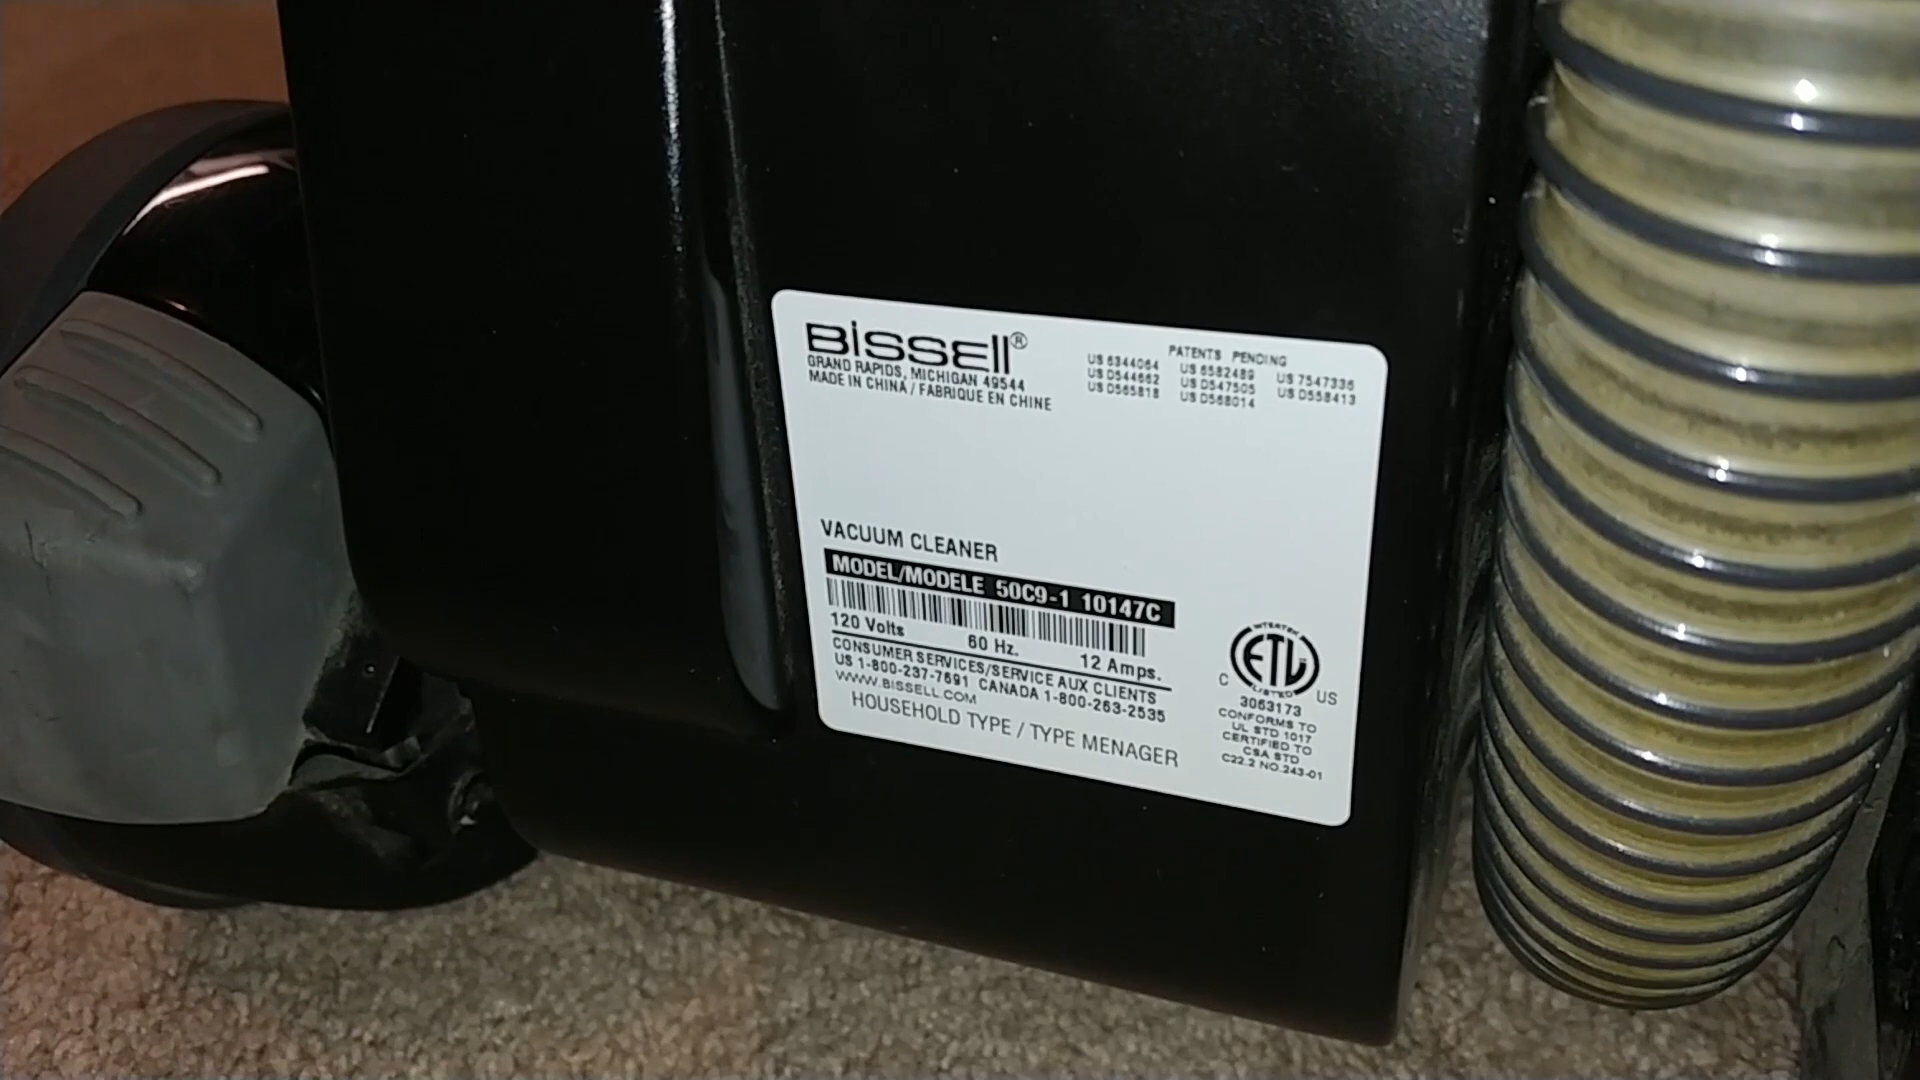 BISSELL®
GRAND RAPIDS, MICHIGAN 49544
MADE IN CHINA / FABRIQUE EN CHINE
PATENTS PENDING
US 6344064 US 6582489 US 7547336
US D544662 US D547505 US D558413
US D565818 US D568014
VACUUM CLEANER
MODEL/MODELE 50C9-1 10147C
120 Volts 60 Hz. 12 Amps.
CONSUMER SERVICES/SERVICE AUX CLIENTS
US 1-800-237-7691 CANADA 1-800-263-2535
WWW.BISSELL.COM
HOUSEHOLD TYPE / TYPE MENAGER
INTERTEK
ETL
LISTED
C US
3063173
CONFORMS TO
UL STD 1017
CERTIFIED TO
CSA STD
C22.2 NO.243-01